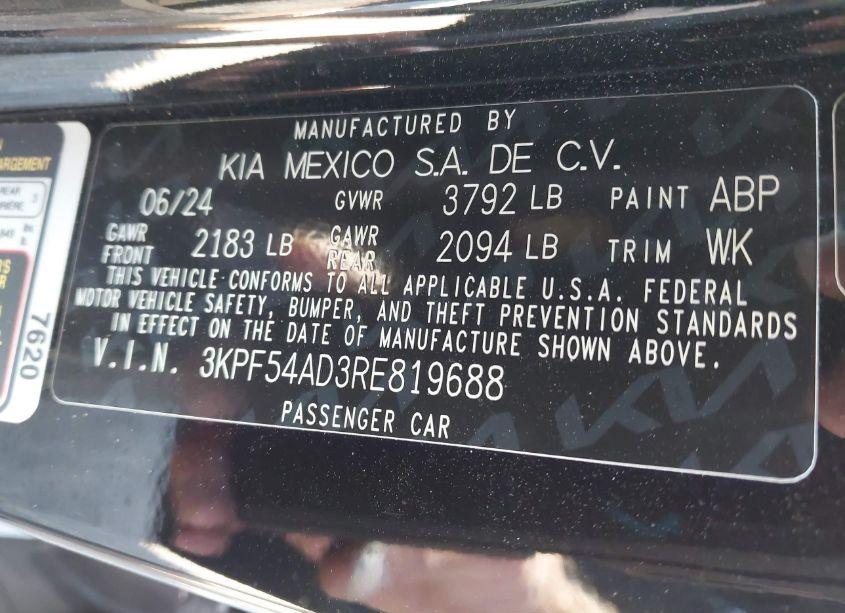 MANUFACTURED BY
KIA MEXICO S.A. DE C.V.
06/24 GVWR 3792 LB PAINT ABP
GAWR FRONT 2183 LB GAWR REAR 2094 LB TRIM WK
THIS VEHICLE CONFORMS TO ALL APPLICABLE U.S.A. FEDERAL
MOTOR VEHICLE SAFETY, BUMPER, AND THEFT PREVENTION STANDARDS
IN EFFECT ON THE DATE OF MANUFACTURE SHOWN ABOVE.
V.I.N. 3KPF54AD3RE819688
PASSENGER CAR
7620
REAR
3